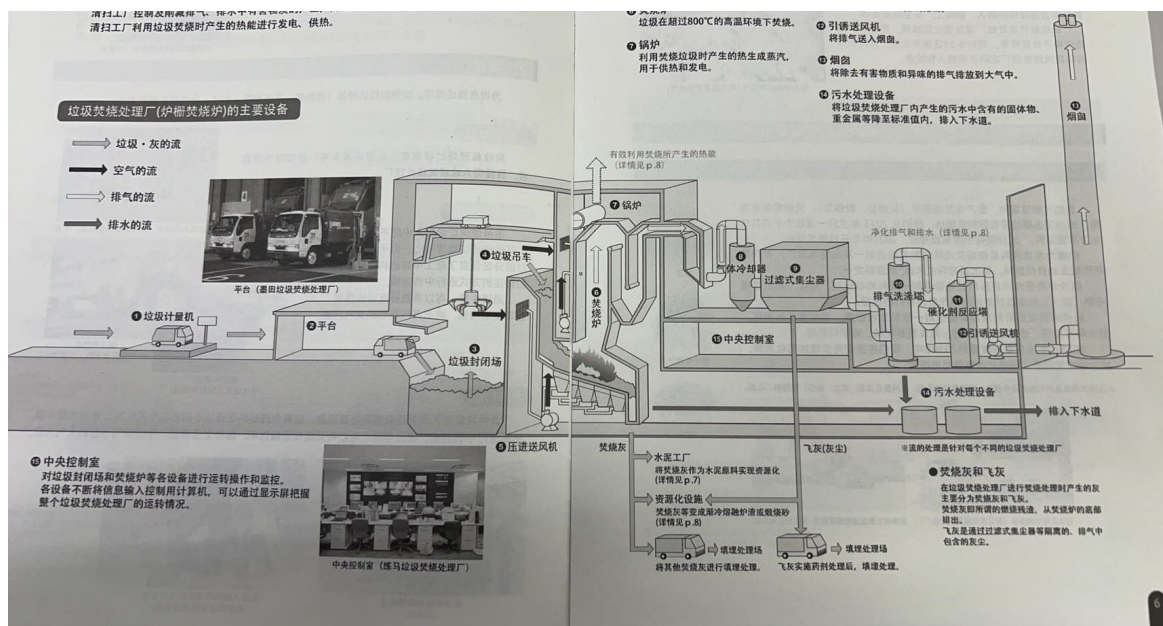 清扫工厂利用垃圾焚烧时产生的热能进行发电、供热。
垃圾焚烧处理厂(炉栅焚烧炉)的主要设备
垃圾·灰的流
空气的流
排气的流
排水的流
平台（墨田垃圾焚烧处理厂）
❶垃圾计量机
❷平台
❸
垃圾封闭场
❹垃圾吊车
❺压进送风机
❻焚烧炉
垃圾在超过800℃的高温环境下焚烧。
❼锅炉
利用焚烧垃圾时产生的热生成蒸汽，
用于供热和发电。
⓬引诱送风机
将排气送入烟囱。
⓭烟囱
将除去有害物质和异味的排气排放到大气中。
⓮污水处理设备
将垃圾焚烧处理厂内产生的污水中含有的固体物、
重金属等降至标准值内，排入下水道。
有效利用焚烧所产生的热能
（详情见p.8）
❼锅炉
❽
气体冷却器
❾
过滤式集尘器
净化排气和排水（详情见p.8）
❿
排气洗涤塔
⓫
催化剂反应塔
⓬引诱送风机
⓭
烟囱
⓯中央控制室
⓮污水处理设备
排入下水道
※流的处理是针对每个不同的垃圾焚烧处理厂
⓯中央控制室
对垃圾封闭场和焚烧炉等各设备进行运转操作和监控。
各设备不断将信息输入控制用计算机，可以通过显示屏把握
整个垃圾焚烧处理厂的运转情况。
中央控制室（练马垃圾焚烧处理厂）
焚烧灰
水泥工厂
将焚烧灰作为水泥原料实现资源化
(详情见p.7)
资源化设施
焚烧灰等变成渐冷熔融炉渣或煅烧砂
(详情见p.8)
填埋处理场
将其他焚烧灰进行填埋处理。
飞灰(灰尘)
填埋处理场
飞灰实施药剂处理后，填埋处理。
●焚烧灰和飞灰
在垃圾焚烧处理厂进行焚烧处理时产生的灰
主要分为焚烧灰和飞灰。
焚烧灰即所谓的燃烧残渣，从焚烧炉的底部
排出。
飞灰是通过过滤式集尘器等隔离的、排气中
包含的灰尘。
6